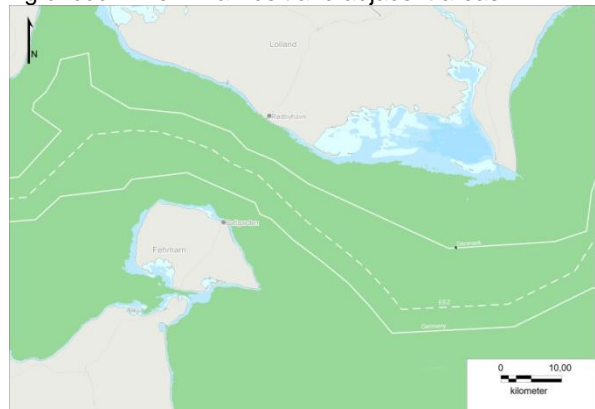 N
Lolland
Rødbyhavn
Puttgarden
Fehmarn
Denmark
EEZ
Germany
0 10,00
kilometer